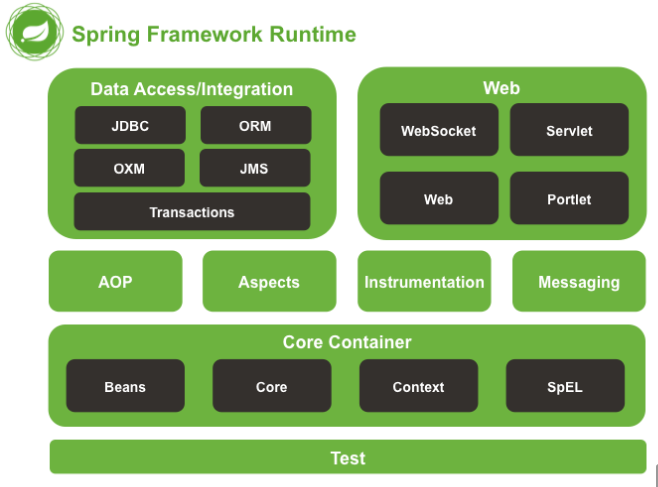 Spring Framework Runtime
Data Access/Integration
JDBC
ORM
OXM
JMS
Transactions
Web
WebSocket
Servlet
Web
Portlet
AOP
Aspects
Instrumentation
Messaging
Core Container
Beans
Core
Context
SpEL
Test